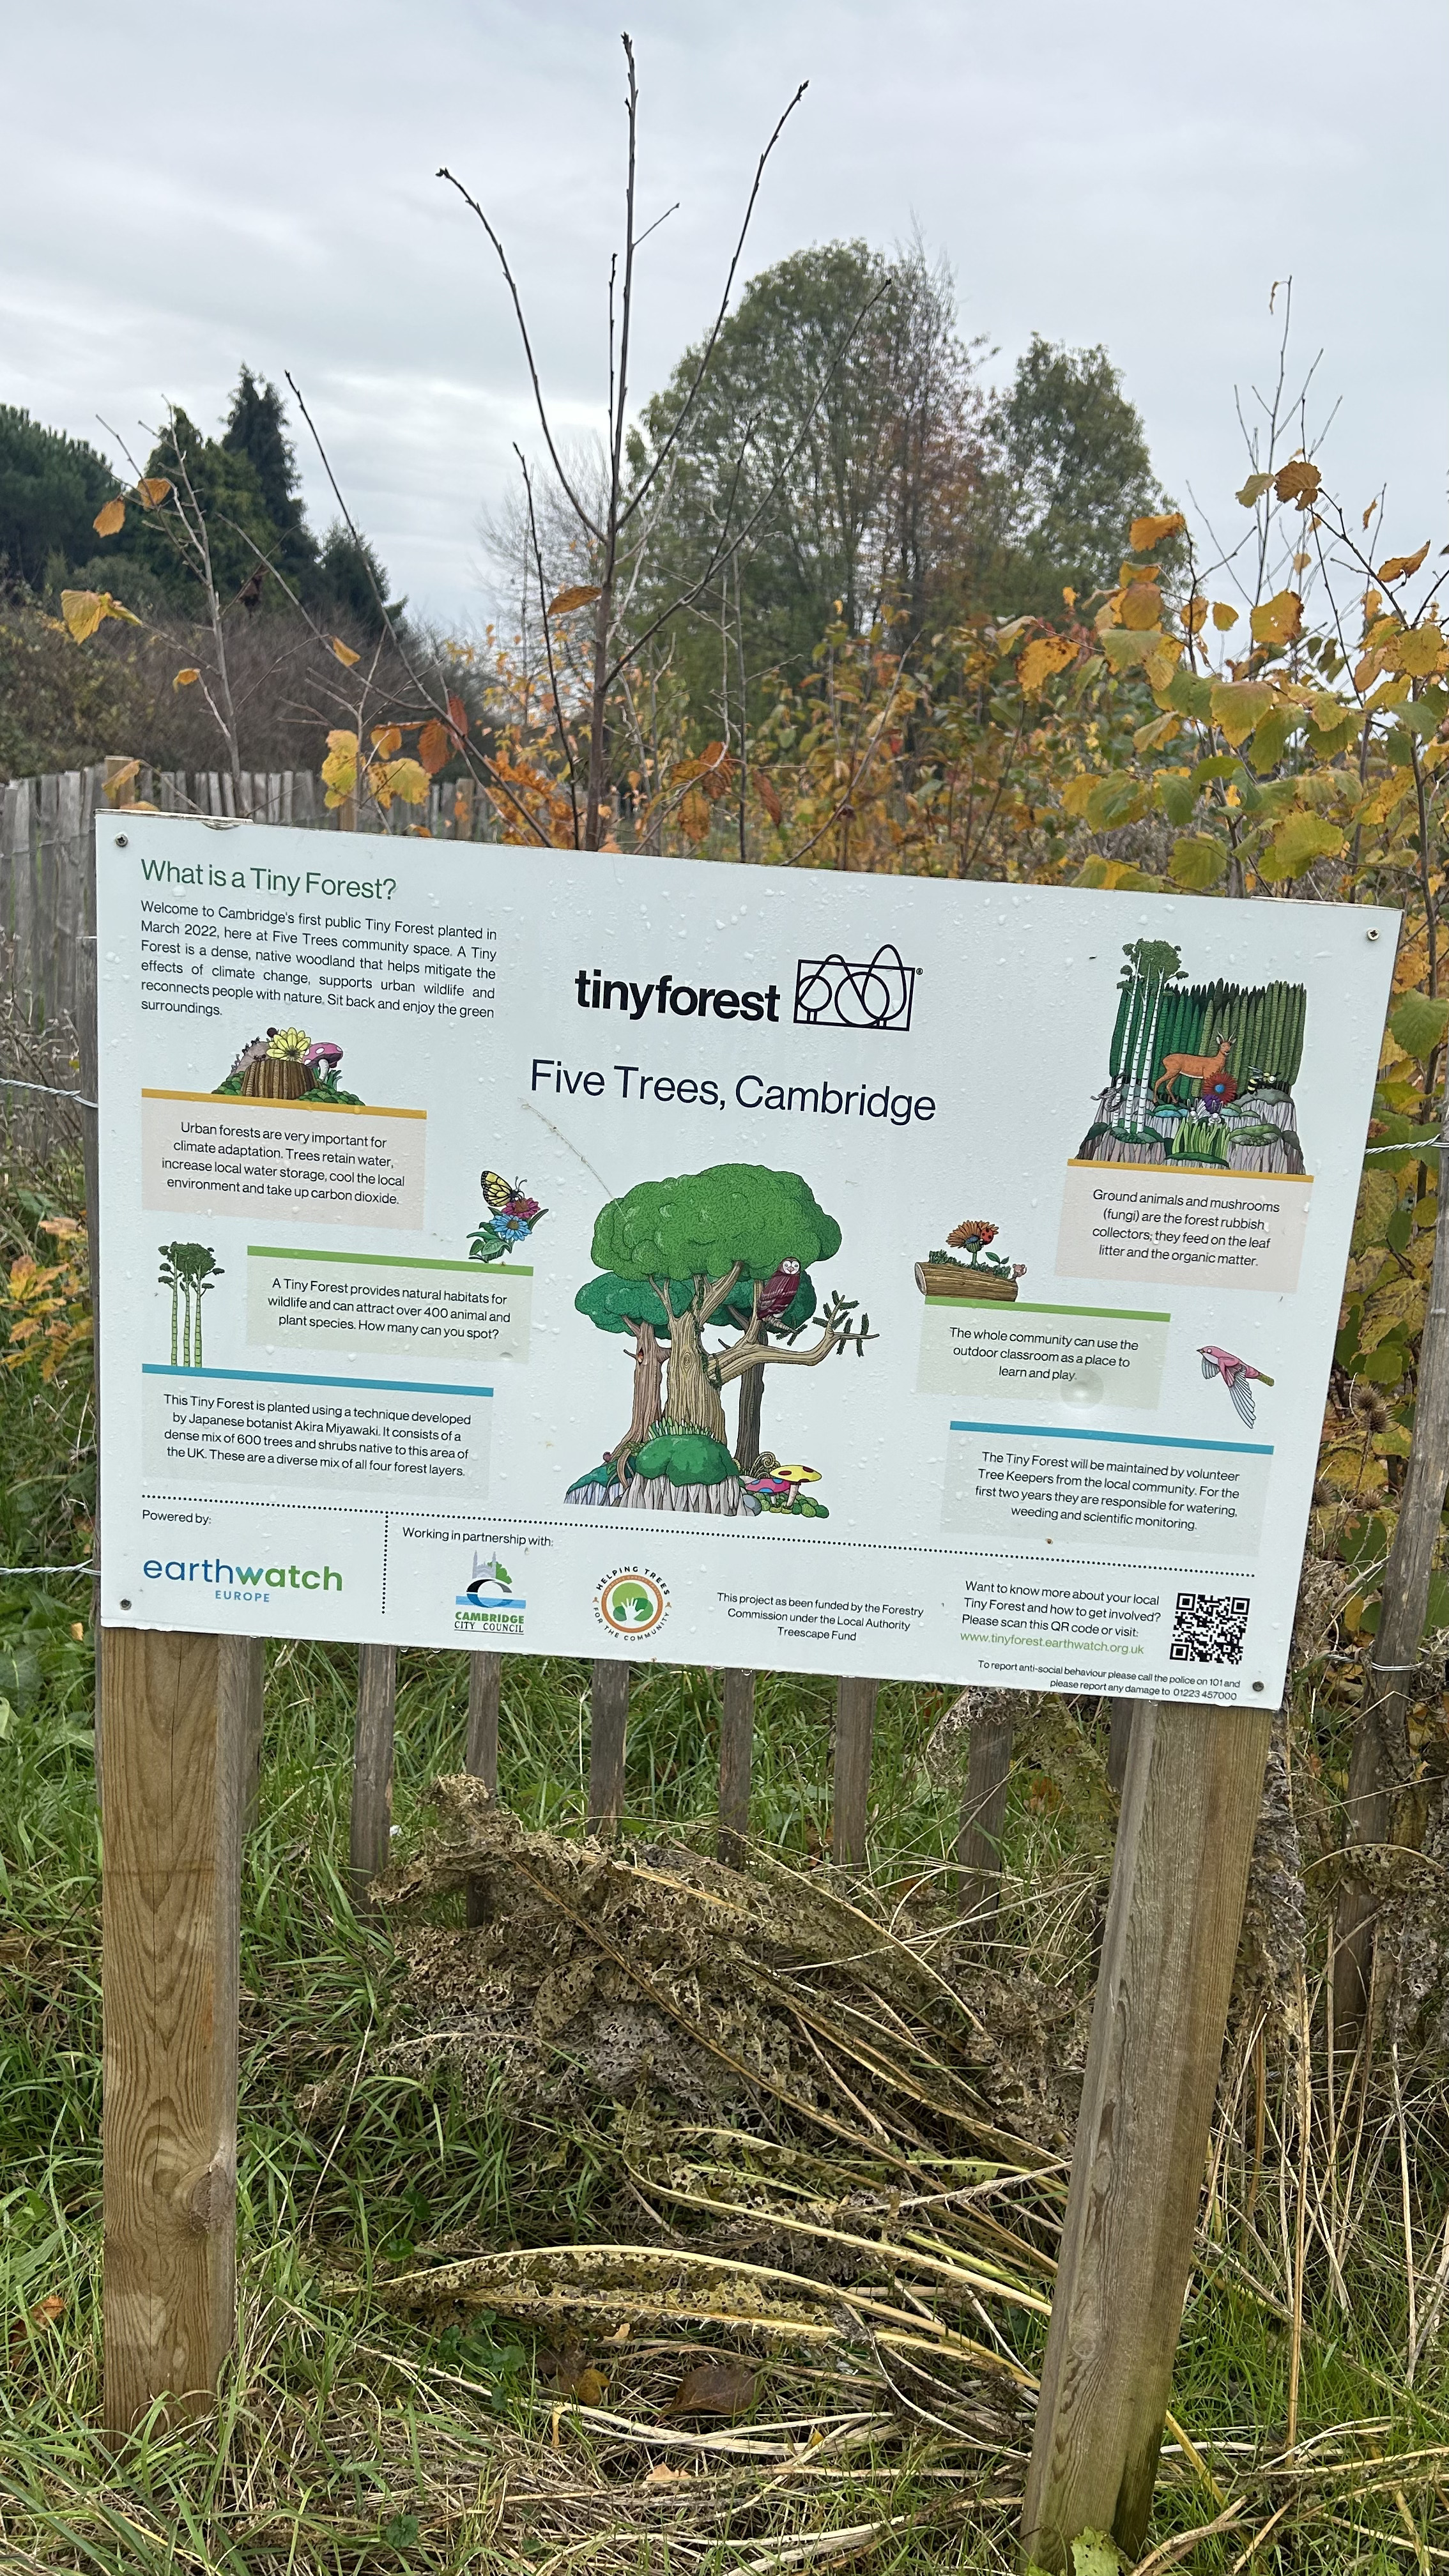 What is a Tiny Forest?
Welcome to Cambridge's first public Tiny Forest planted in
March 2022, here at Five Trees community space. A Tiny
Forest is a dense, native woodland that helps mitigate the
effects of climate change, supports urban wildlife and
reconnects people with nature. Sit back and enjoy the green
surroundings.
tinyforest ®
Five Trees, Cambridge
Urban forests are very important for
climate adaptation. Trees retain water,
increase local water storage, cool the local
environment and take up carbon dioxide.
A Tiny Forest provides natural habitats for
wildlife and can attract over 400 animal and
plant species. How many can you spot?
This Tiny Forest is planted using a technique developed
by Japanese botanist Akira Miyawaki. It consists of a
dense mix of 600 trees and shrubs native to this area of
the UK. These are a diverse mix of all four forest layers.
Ground animals and mushrooms
(fungi) are the forest rubbish
collectors; they feed on the leaf
litter and the organic matter.
The whole community can use the
outdoor classroom as a place to
learn and play.
The Tiny Forest will be maintained by volunteer
Tree Keepers from the local community. For the
first two years they are responsible for watering,
weeding and scientific monitoring.
Powered by:
earthwatch
EUROPE
Working in partnership with:
CAMBRIDGE
CITY COUNCIL
HELPING TREES
FOR THE COMMUNITY
This project as been funded by the Forestry
Commission under the Local Authority
Treescape Fund
Want to know more about your local
Tiny Forest and how to get involved?
Please scan this QR code or visit:
www.tinyforest.earthwatch.org.uk
To report anti-social behaviour please call the police on 101 and
please report any damage to 01223 457000